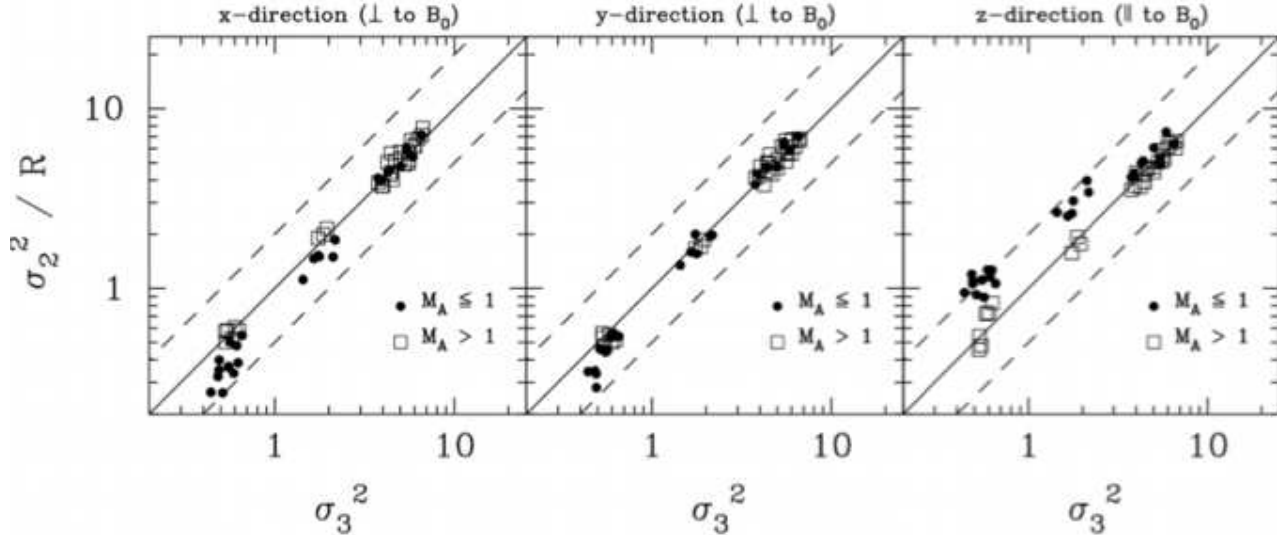 x-direction (⊥ to B₀) y-direction (⊥ to B₀) z-direction (∥ to B₀)
σ₂² / R
10
1
● M_A ≦ 1
□ M_A > 1
● M_A ≦ 1
□ M_A > 1
● M_A ≦ 1
□ M_A > 1
1 10 1 10 1 10
σ₃² σ₃² σ₃²